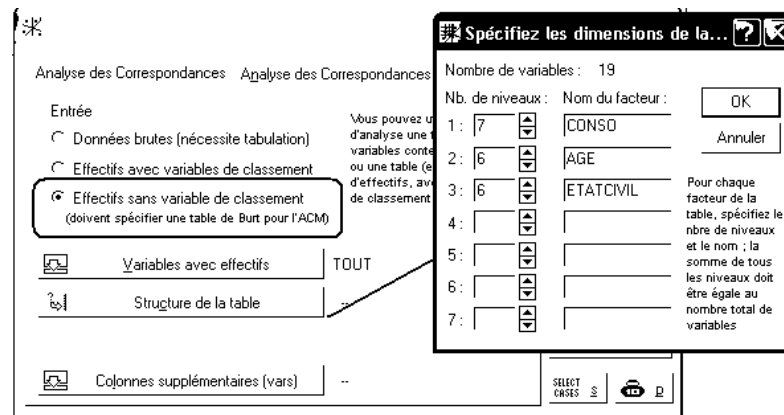 Analyse des Correspondances Analyse des Correspondances
Entrée
Données brutes (nécessite tabulation)
Effectifs avec variables de classement
Effectifs sans variable de classement
(doivent spécifier une table de Burt pour l'ACM)
Vous pouvez u
d'analyse une t
variables conte
ou une table (e
d'effectifs, av
de classement
Variables avec effectifs TOUT
Structure de la table --
Colonnes supplémentaires (vars) --
SELECT
CASES S D
Spécifiez les dimensions de la...
Nombre de variables : 19
Nb. de niveaux : Nom du facteur :
1 : 7 CONSO
2 : 6 AGE
3 : 6 ETATCIVIL
4 :
5 :
6 :
7 :
OK
Annuler
Pour chaque
facteur de la
table, spécifiez le
nbre de niveaux
et le nom ; la
somme de tous
les niveaux doit
être égale au
nombre total de
variables